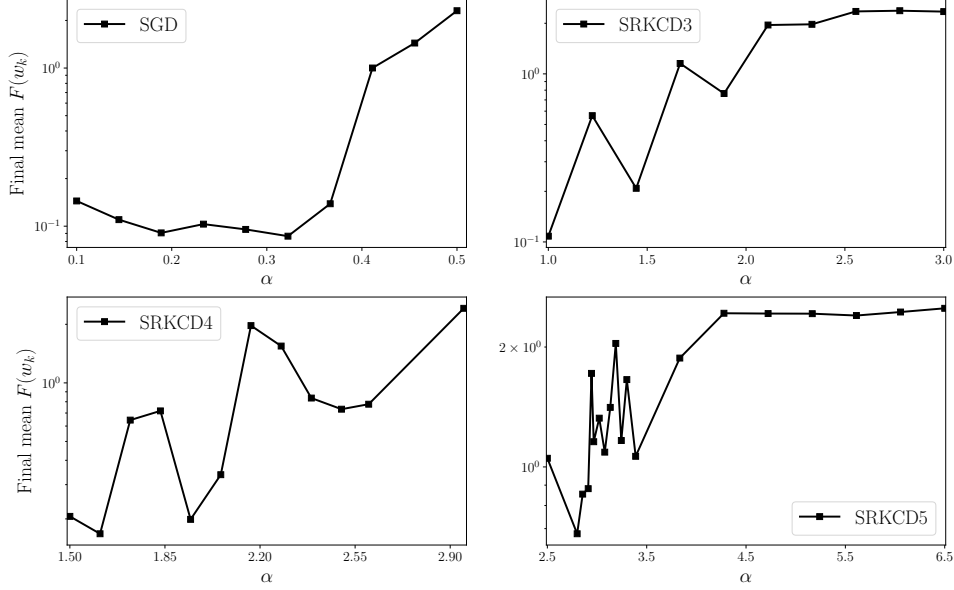 SGD
Final mean F(w_k)
10^0
10^{-1}
0.1 0.2 0.3 0.4 0.5
α
SRKCD3
10^0
10^{-1}
1.0 1.5 2.0 2.5 3.0
α
SRKCD4
Final mean F(w_k)
10^0
1.50 1.85 2.20 2.55 2.90
α
2 × 10^0
10^0
SRKCD5
2.5 3.5 4.5 5.5 6.5
α